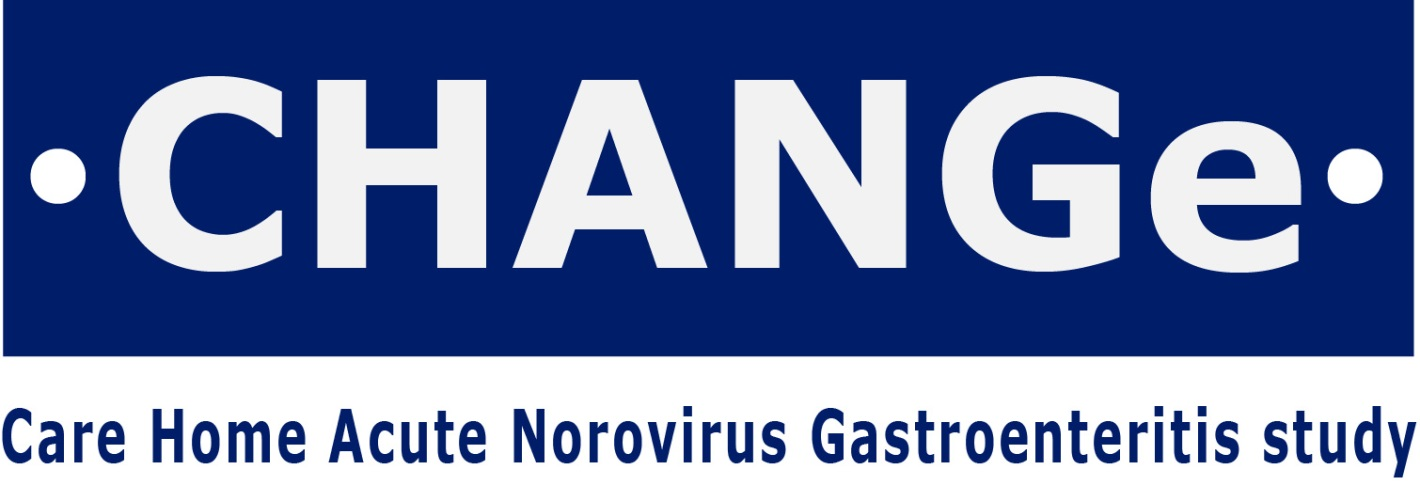 •CHANGe•
Care Home Acute Norovirus Gastroenteritis study